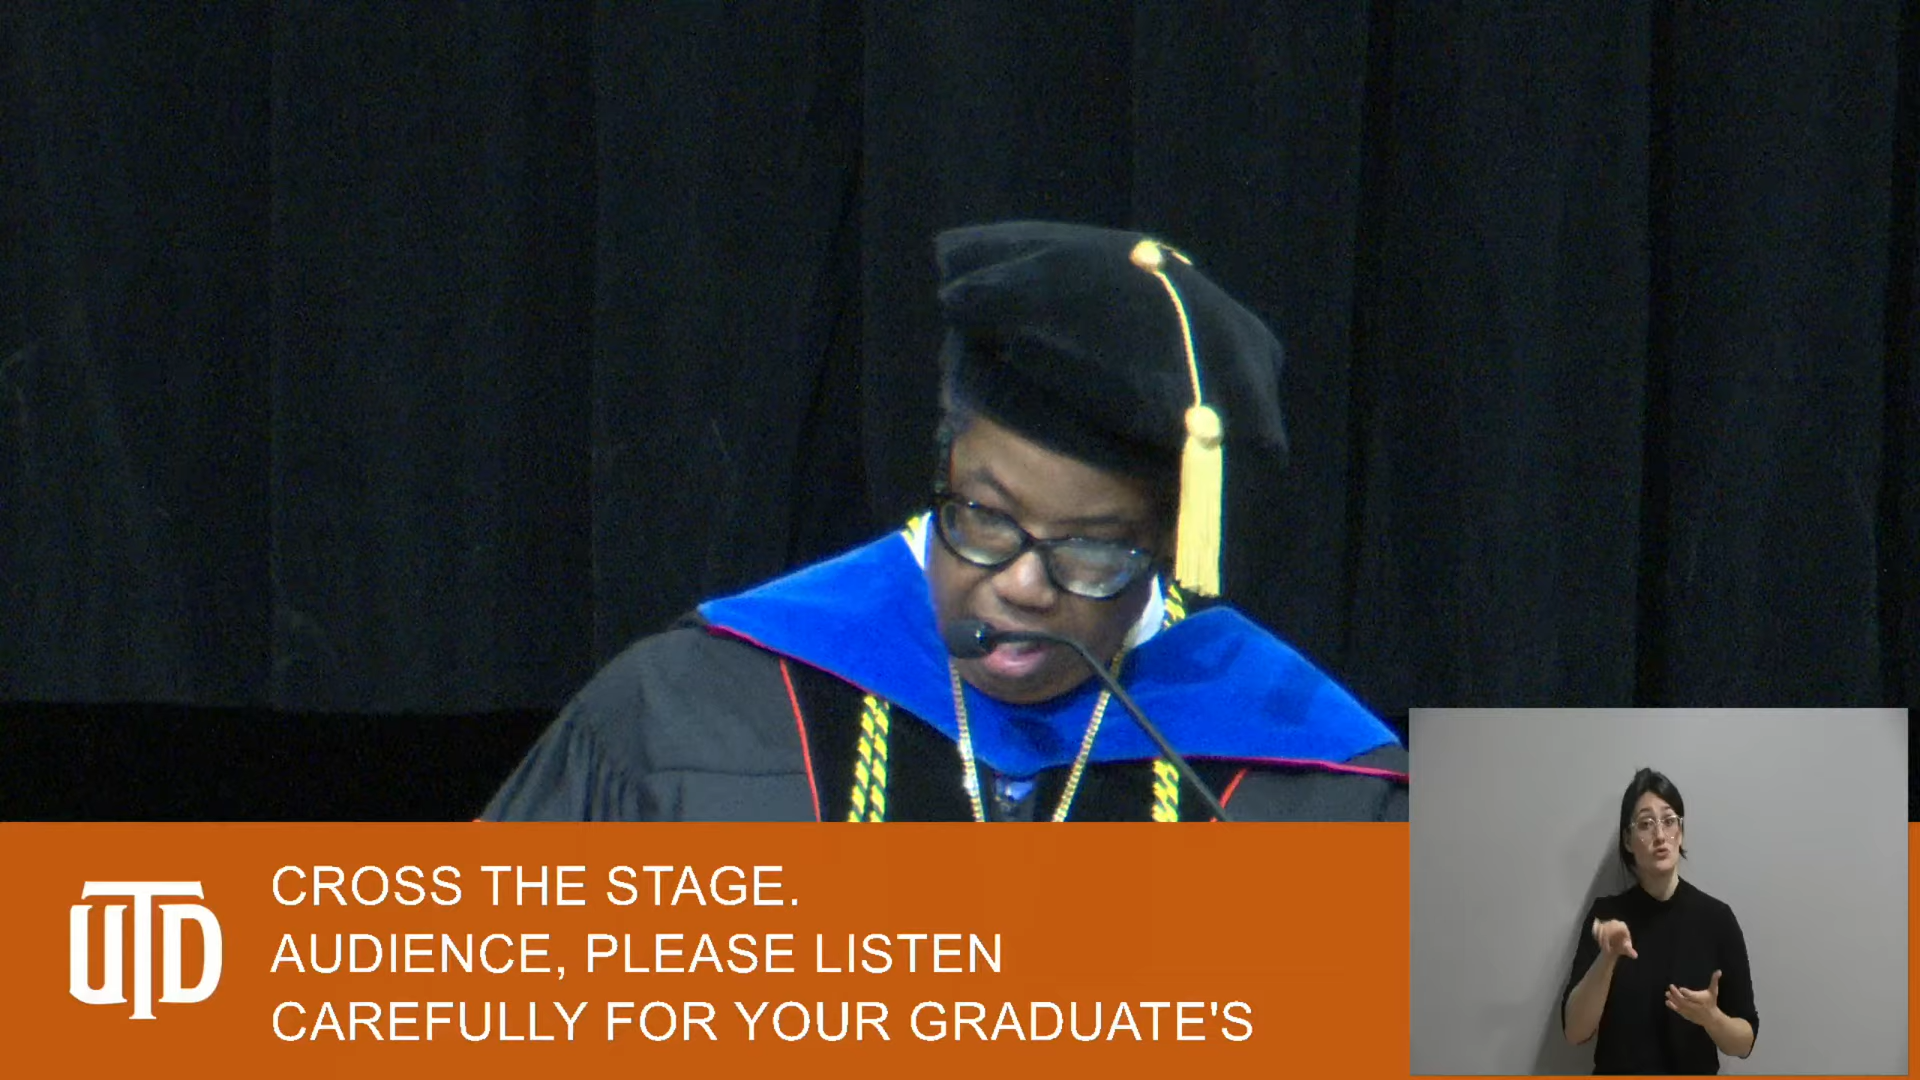 UTD
CROSS THE STAGE.
AUDIENCE, PLEASE LISTEN
CAREFULLY FOR YOUR GRADUATE'S